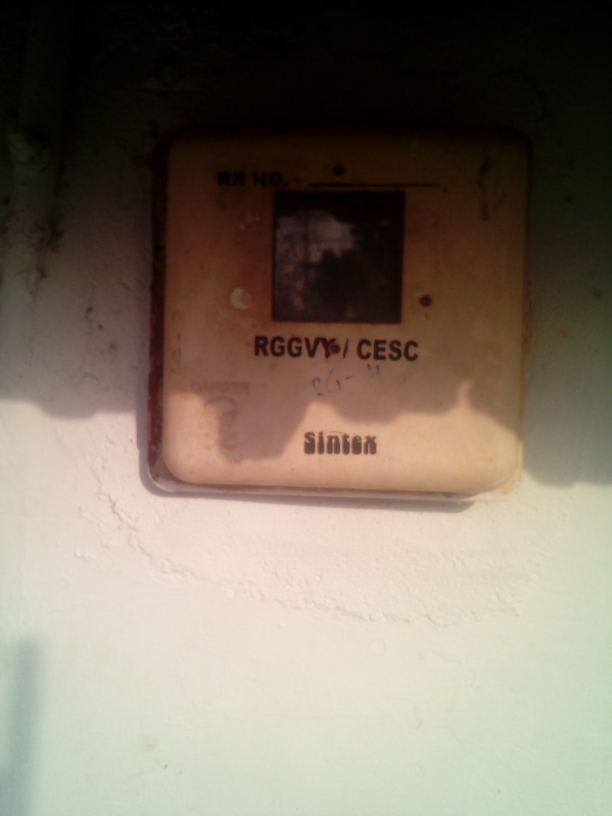 RR NO. -
RGGVY / CESC
Sintex